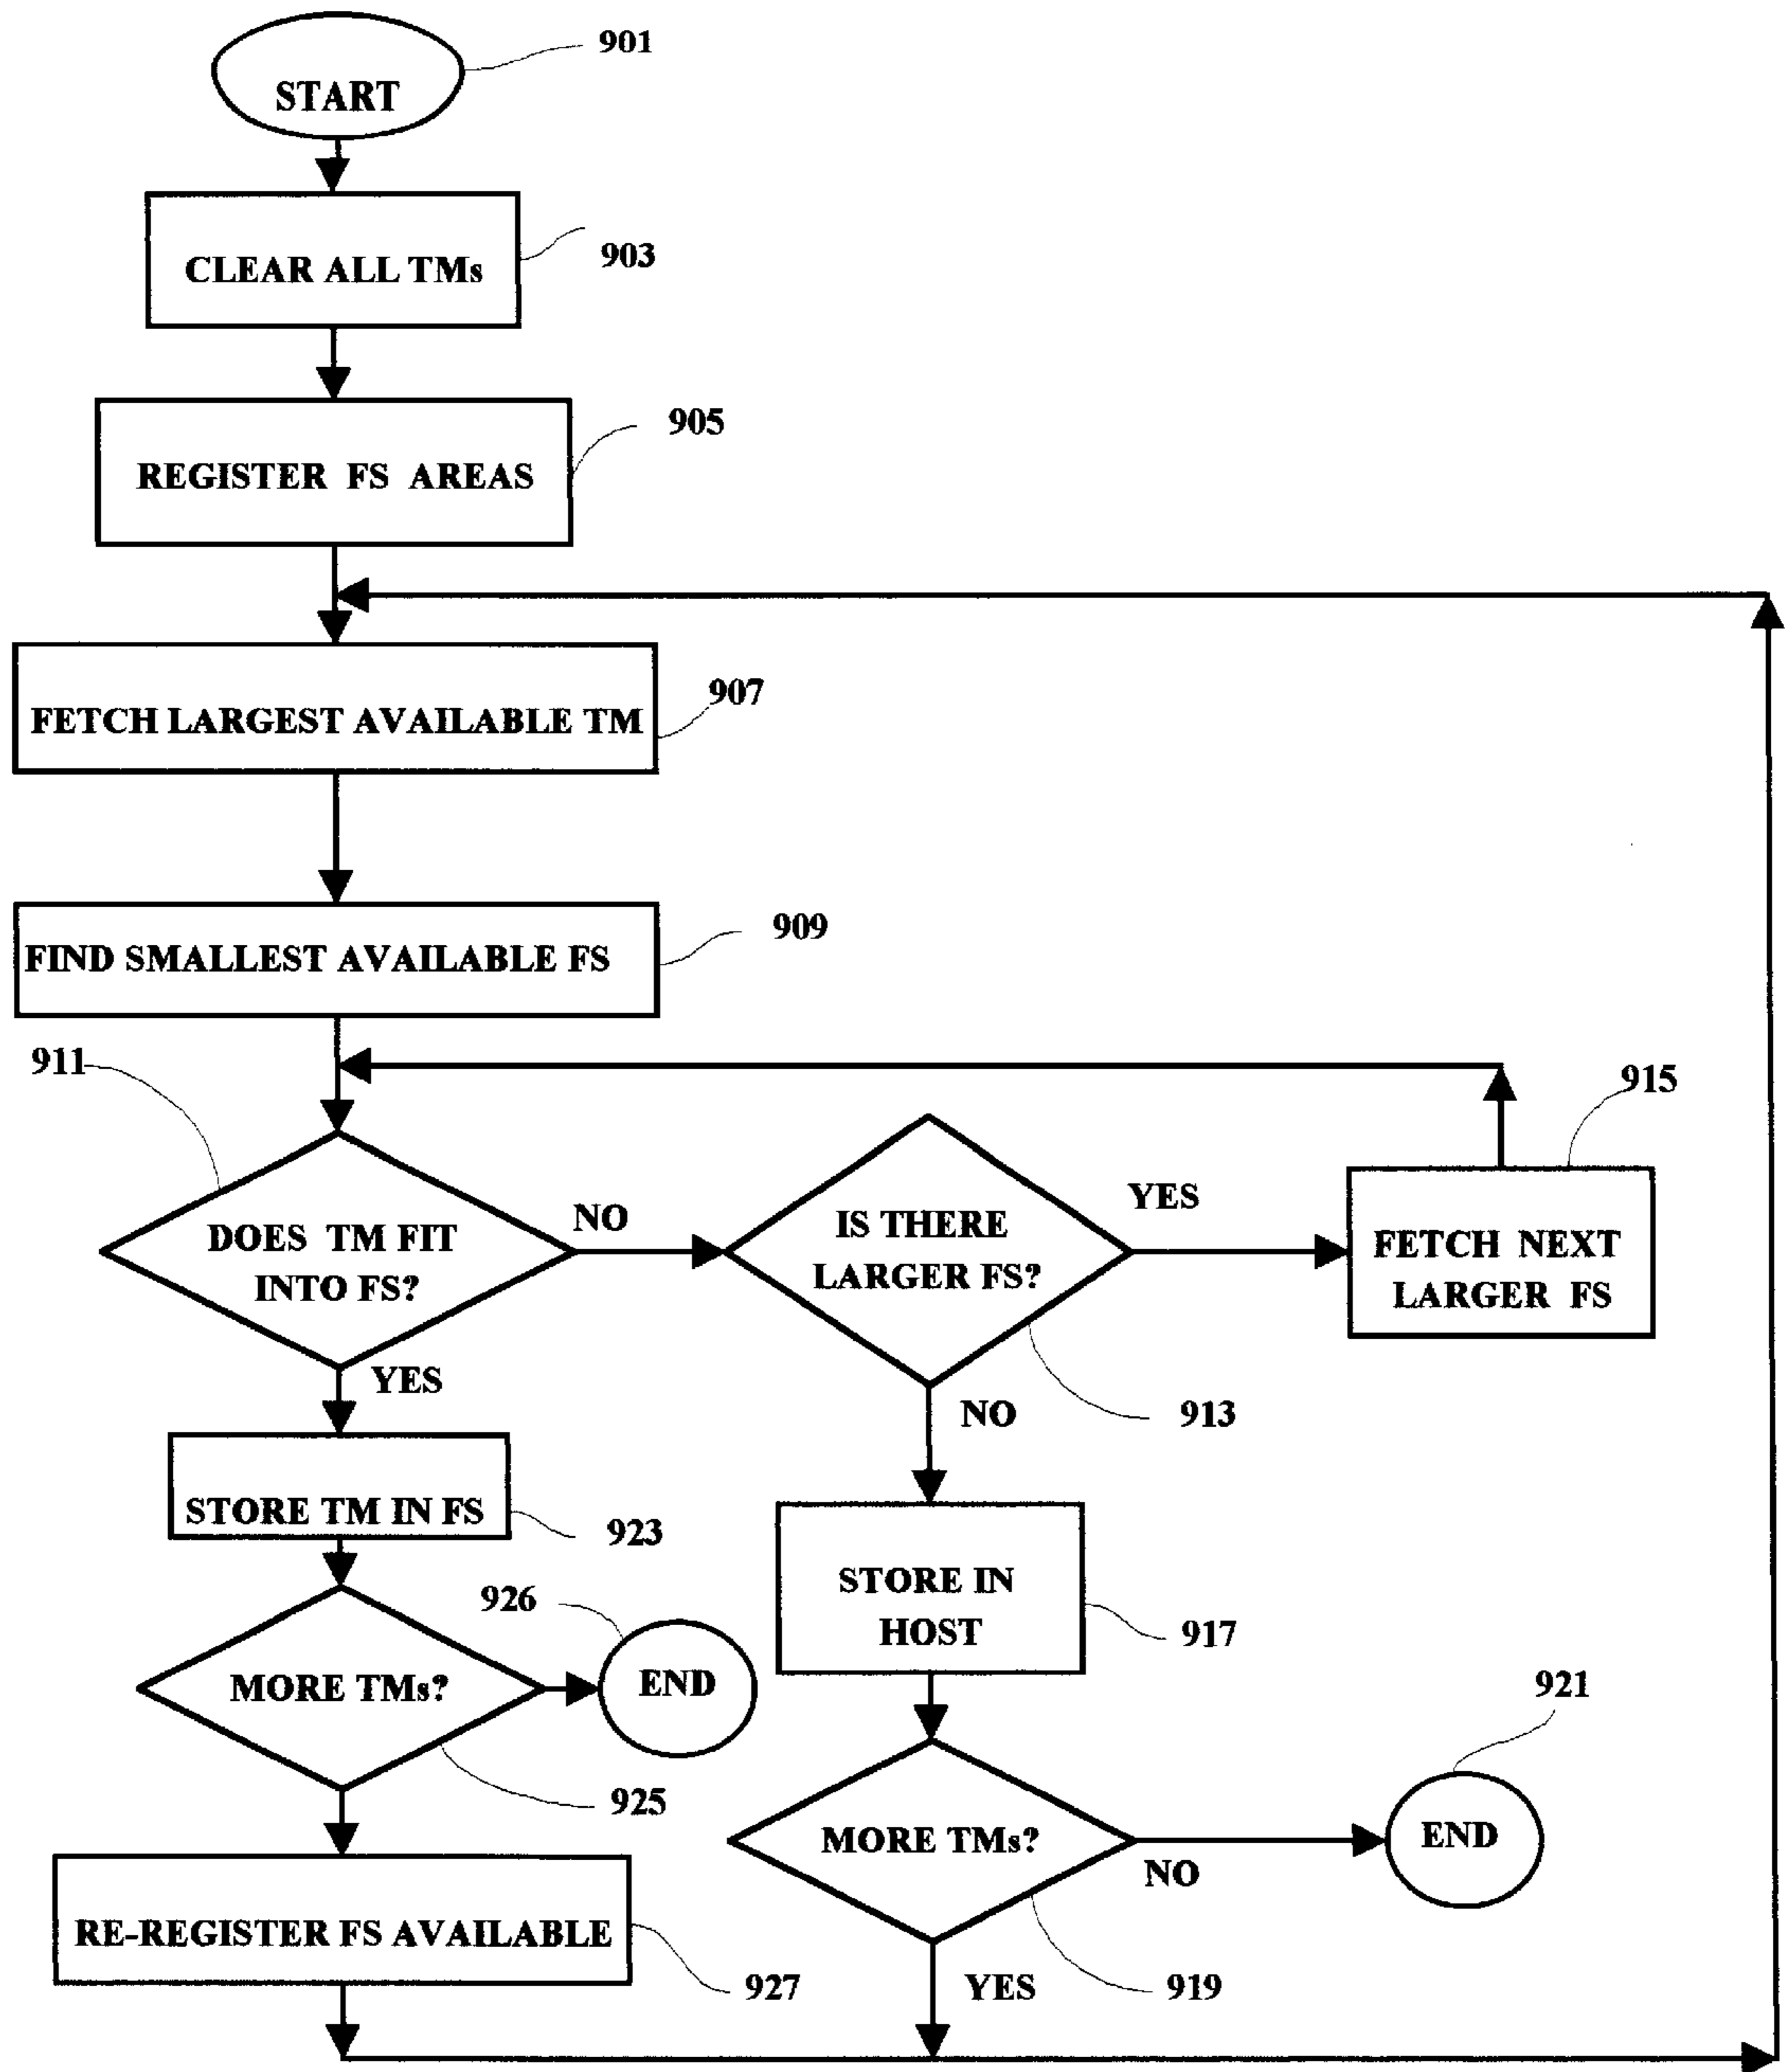 901
START
903
CLEAR ALL TMs
905
REGISTER FS AREAS
907
FETCH LARGEST AVAILABLE TM
909
FIND SMALLEST AVAILABLE FS
911
915
DOES TM FIT
INTO FS?
NO
IS THERE
LARGER FS?
YES
FETCH NEXT
LARGER FS
YES
NO
913
STORE TM IN FS
923
STORE IN
HOST
917
926
MORE TMs?
END
925
921
MORE TMs?
NO
END
RE-REGISTER FS AVAILABLE
927
YES
919